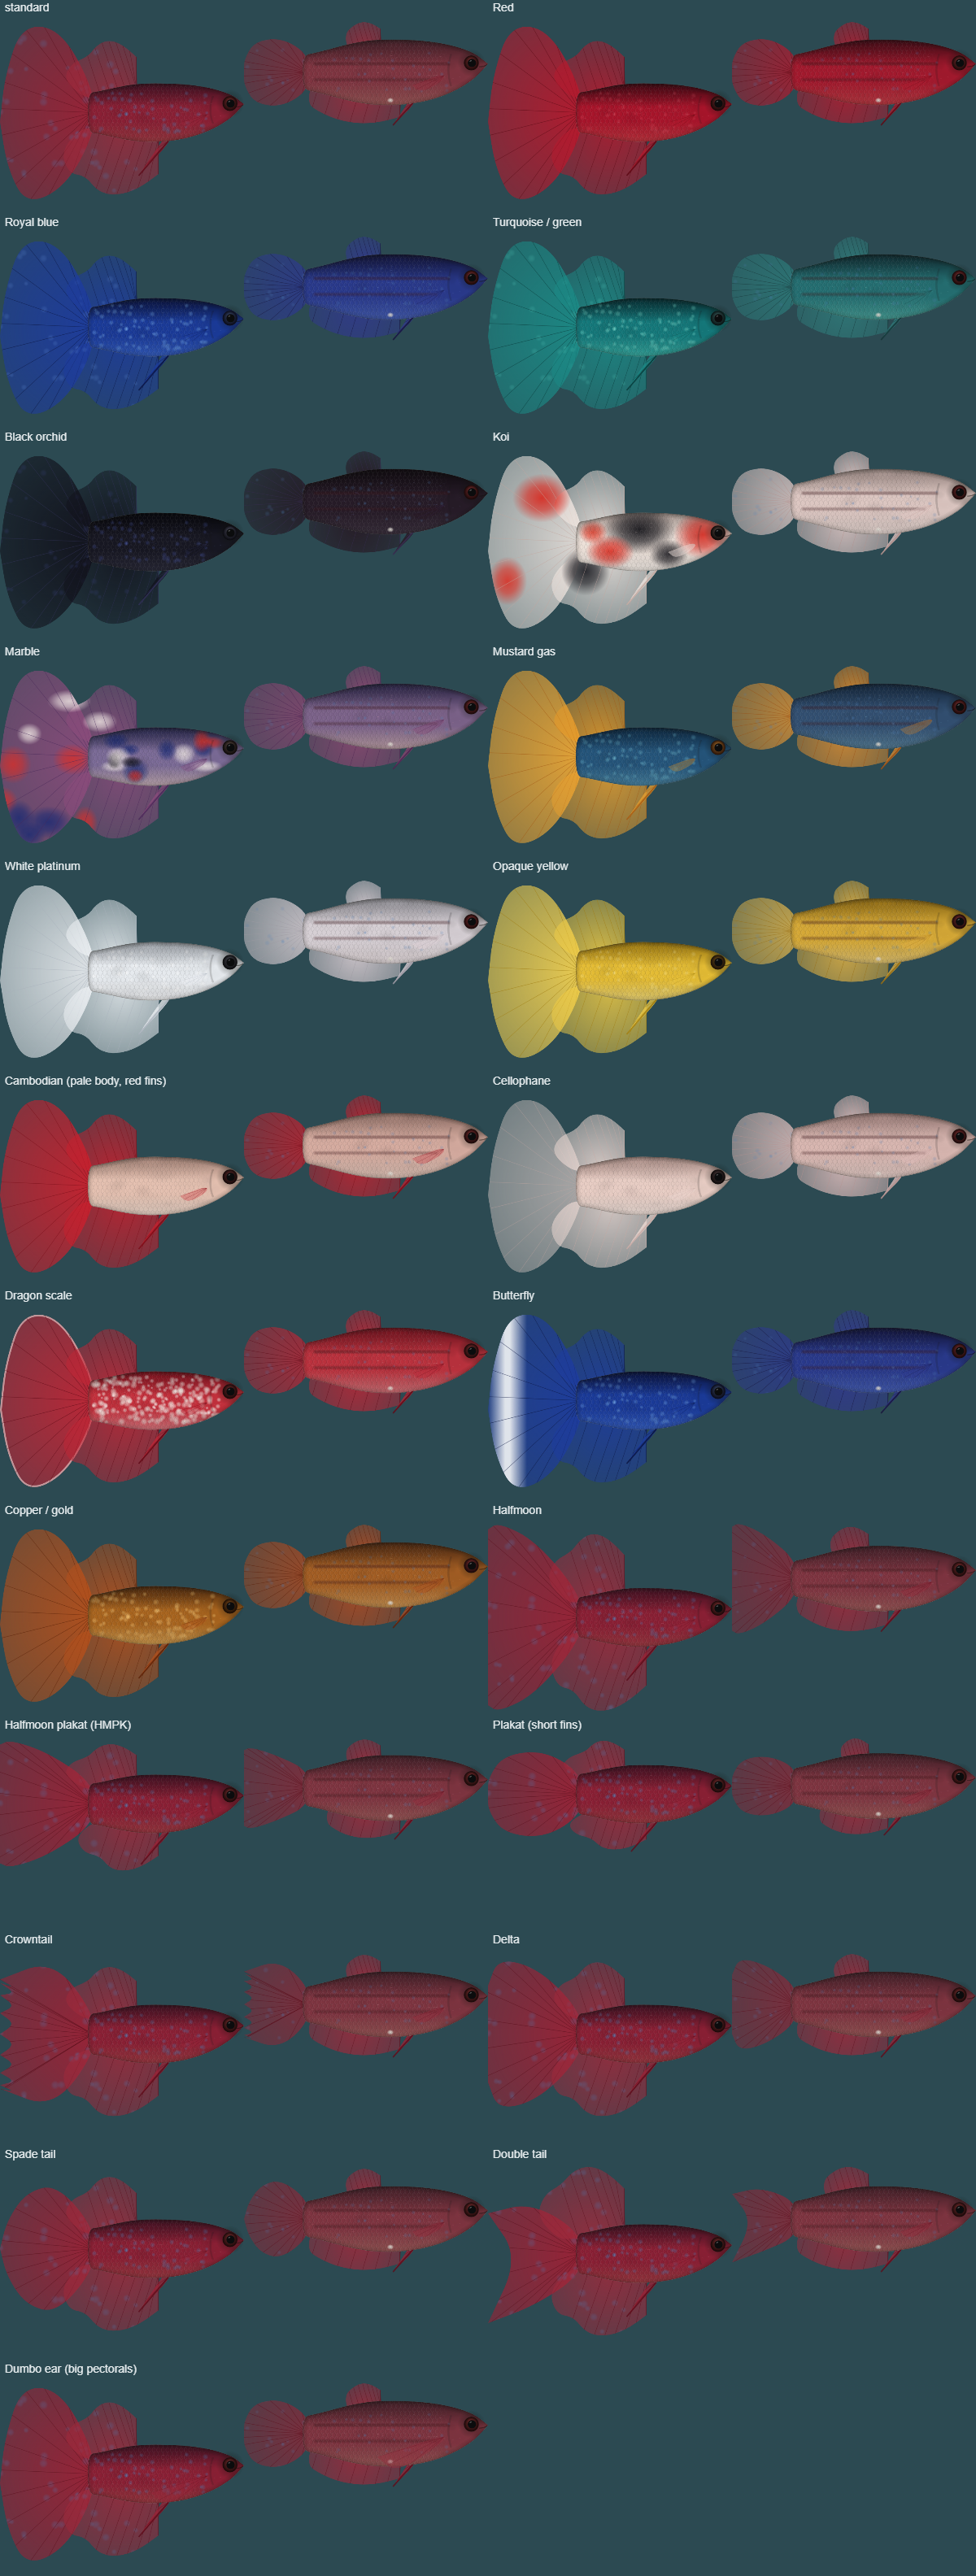 standard
Red
Royal blue
Turquoise / green
Black orchid
Koi
Marble
Mustard gas
White platinum
Opaque yellow
Cambodian (pale body, red fins)
Cellophane
Dragon scale
Butterfly
Copper / gold
Halfmoon
Halfmoon plakat (HMPK)
Plakat (short fins)
Crowntail
Delta
Spade tail
Double tail
Dumbo ear (big pectorals)